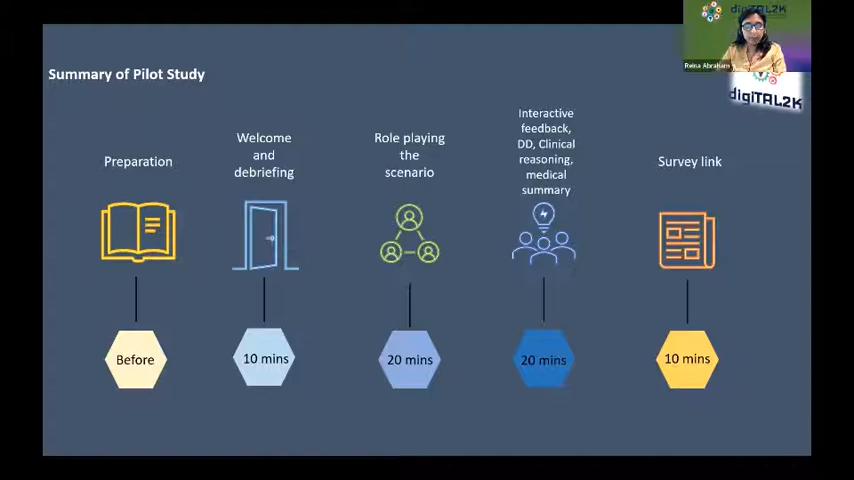 digiTAL2K
Reina Abraham
digiTAL2K
Summary of Pilot Study
Preparation
Welcome
and
debriefing
Role playing
the
scenario
Interactive
feedback,
DD, Clinical
reasoning,
medical
summary
Survey link
Before
10 mins
20 mins
20 mins
10 mins